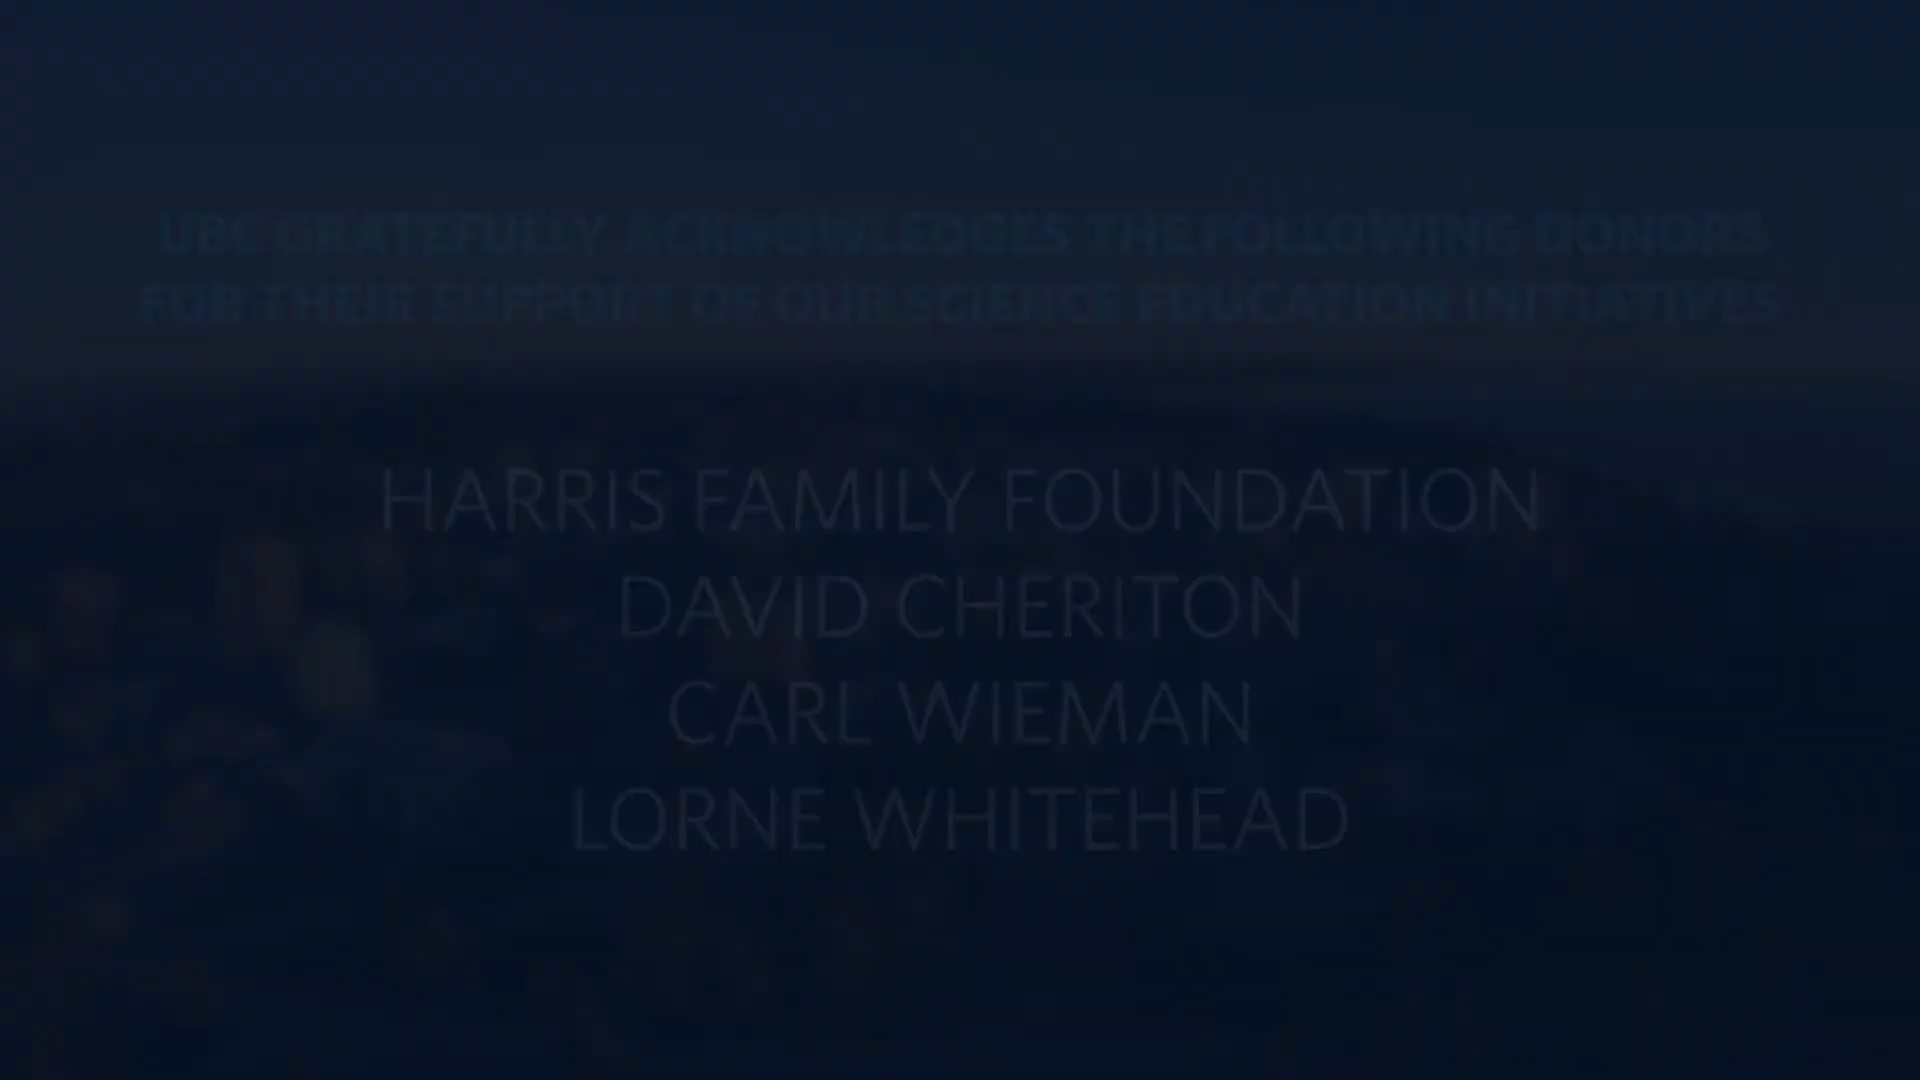 UBC GRATEFULLY ACKNOWLEDGES THE FOLLOWING DONORS
FOR THEIR SUPPORT OF OUR SCIENCE EDUCATION INITIATIVES
HARRIS FAMILY FOUNDATION
DAVID CHERITON
CARL WIEMAN
LORNE WHITEHEAD